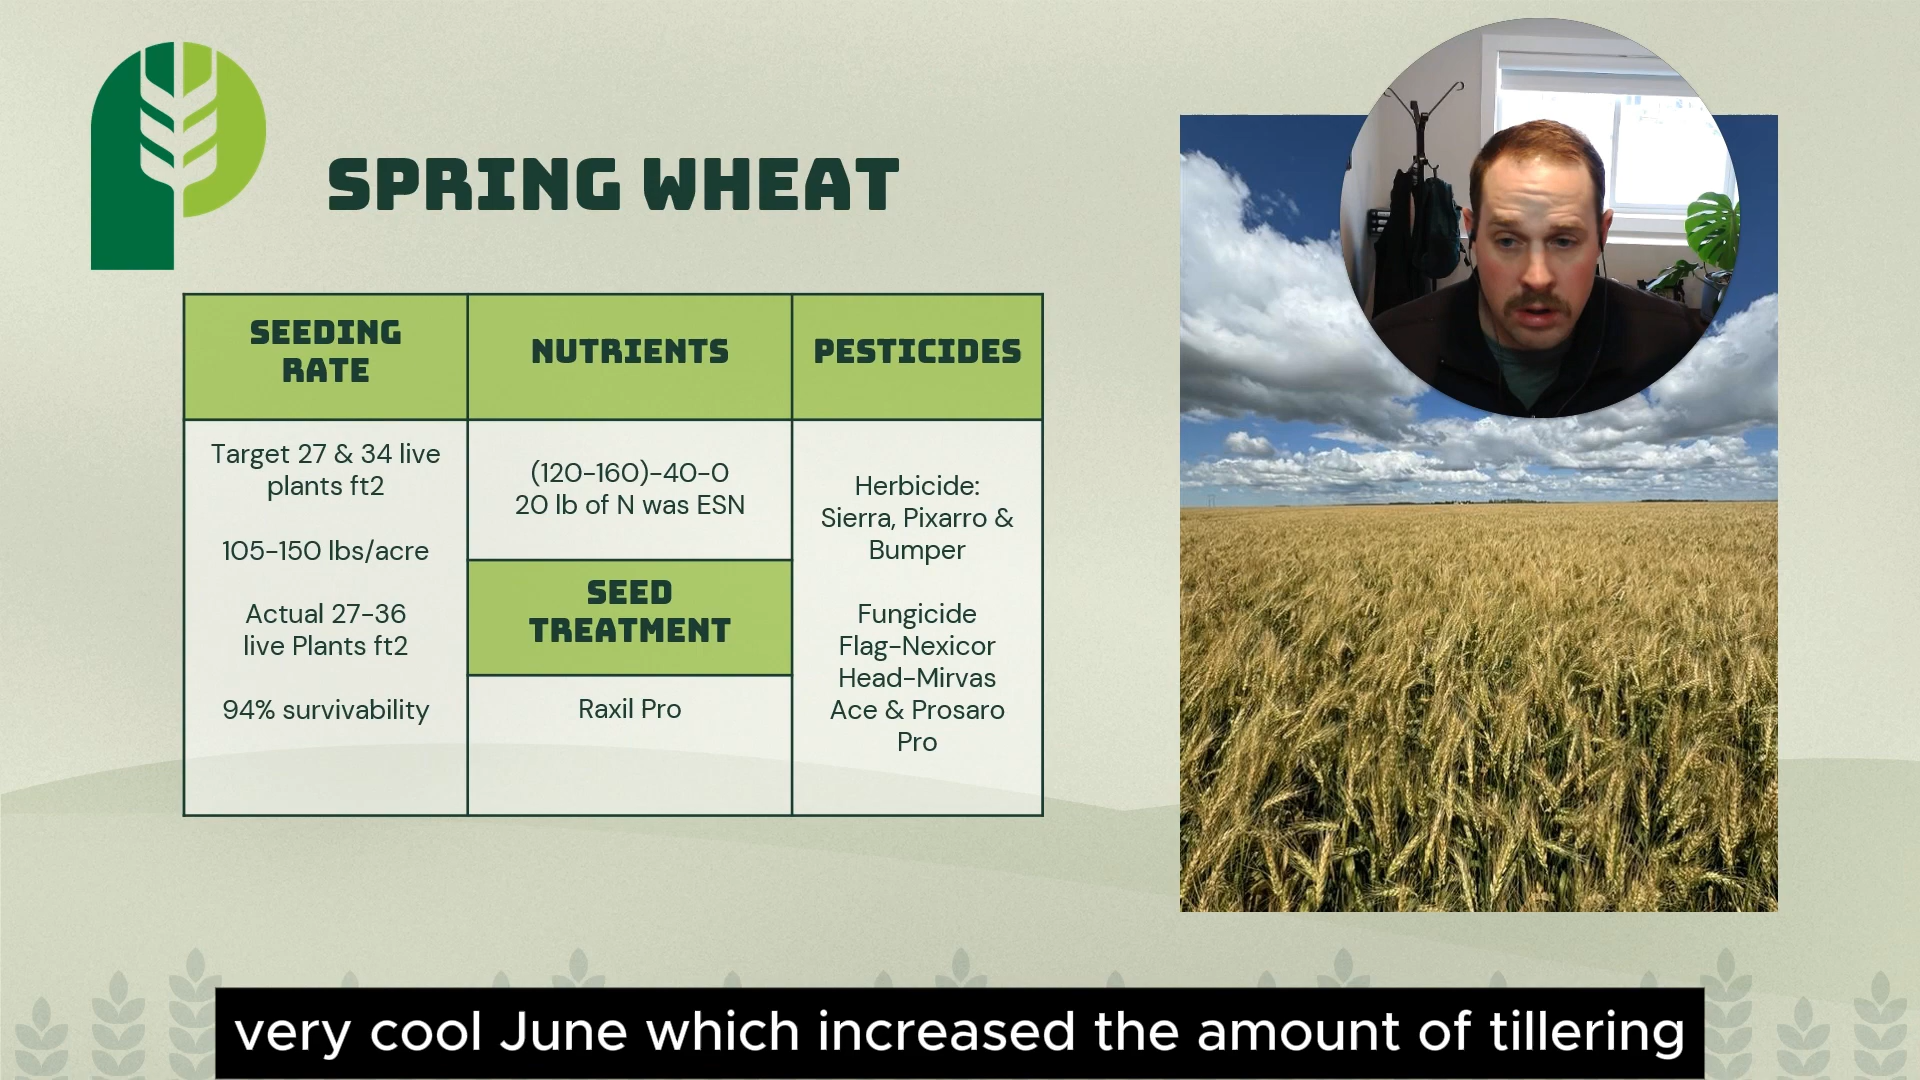 SPRING WHEAT
SEEDING
RATE
Target 27 & 34 live
plants ft2
105-150 lbs/acre
Actual 27-36
live Plants ft2
94% survivability
NUTRIENTS
(120-160)-40-0
20 lb of N was ESN
SEED
TREATMENT
Raxil Pro
PESTICIDES
Herbicide:
Sierra, Pixarro &
Bumper
Fungicide
Flag-Nexicor
Head-Mirvas
Ace & Prosaro
Pro
very cool June which increased the amount of tillering